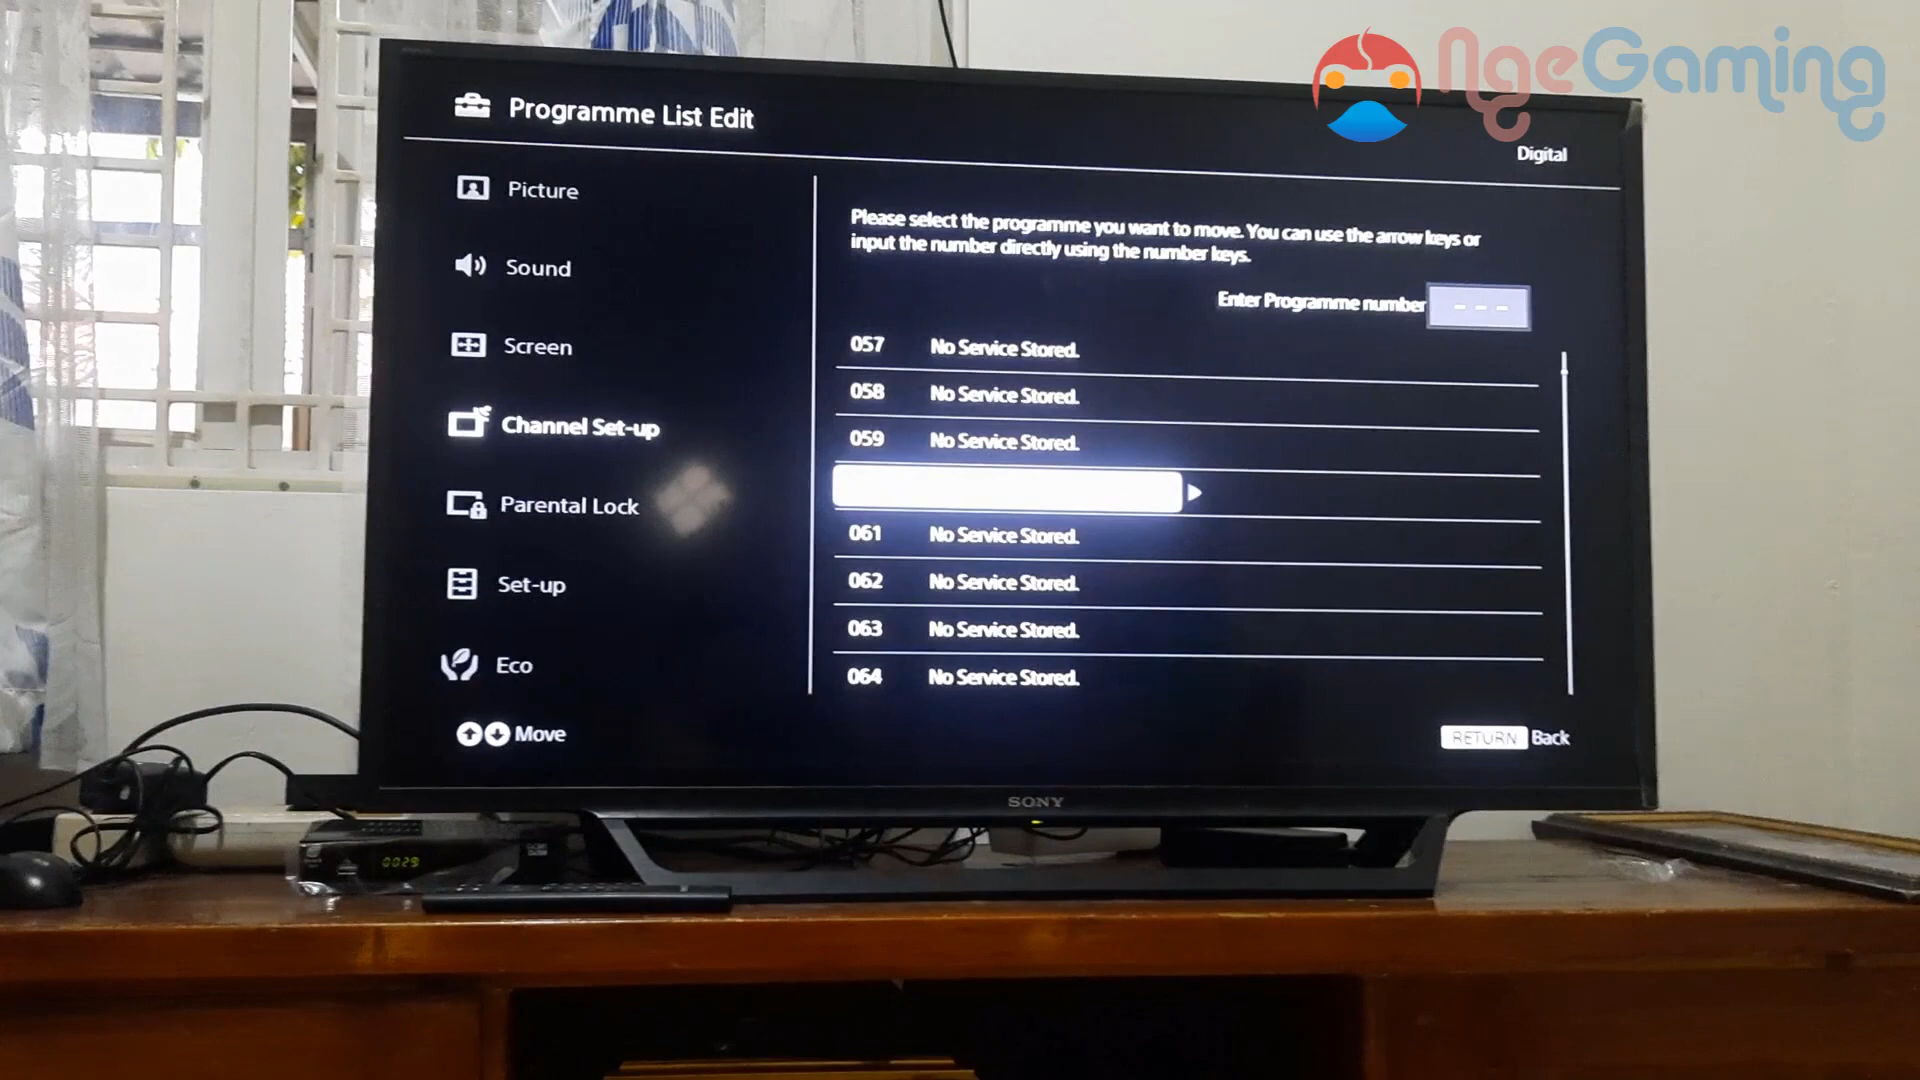 NgeGaming
Programme List Edit
Digital
Picture
Sound
Screen
Channel Set-up
Parental Lock
Set-up
Eco
Move
Please select the programme you want to move. You can use the arrow keys or
input the number directly using the number keys.
Enter Programme number - - -
057 No Service Stored.
058 No Service Stored.
059 No Service Stored.
061 No Service Stored.
062 No Service Stored.
063 No Service Stored.
064 No Service Stored.
RETURN Back
SONY
0029